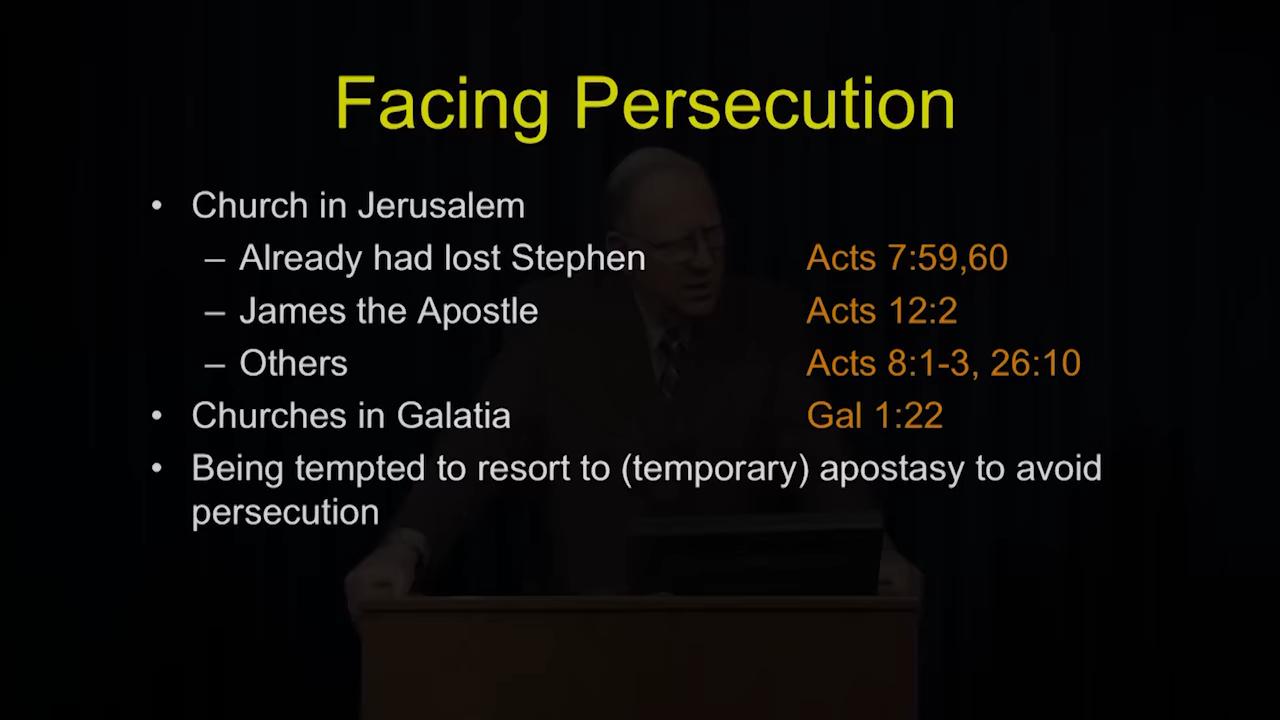 Facing Persecution
• Church in Jerusalem
– Already had lost Stephen Acts 7:59,60
– James the Apostle Acts 12:2
– Others Acts 8:1-3, 26:10
• Churches in Galatia Gal 1:22
• Being tempted to resort to (temporary) apostasy to avoid
persecution